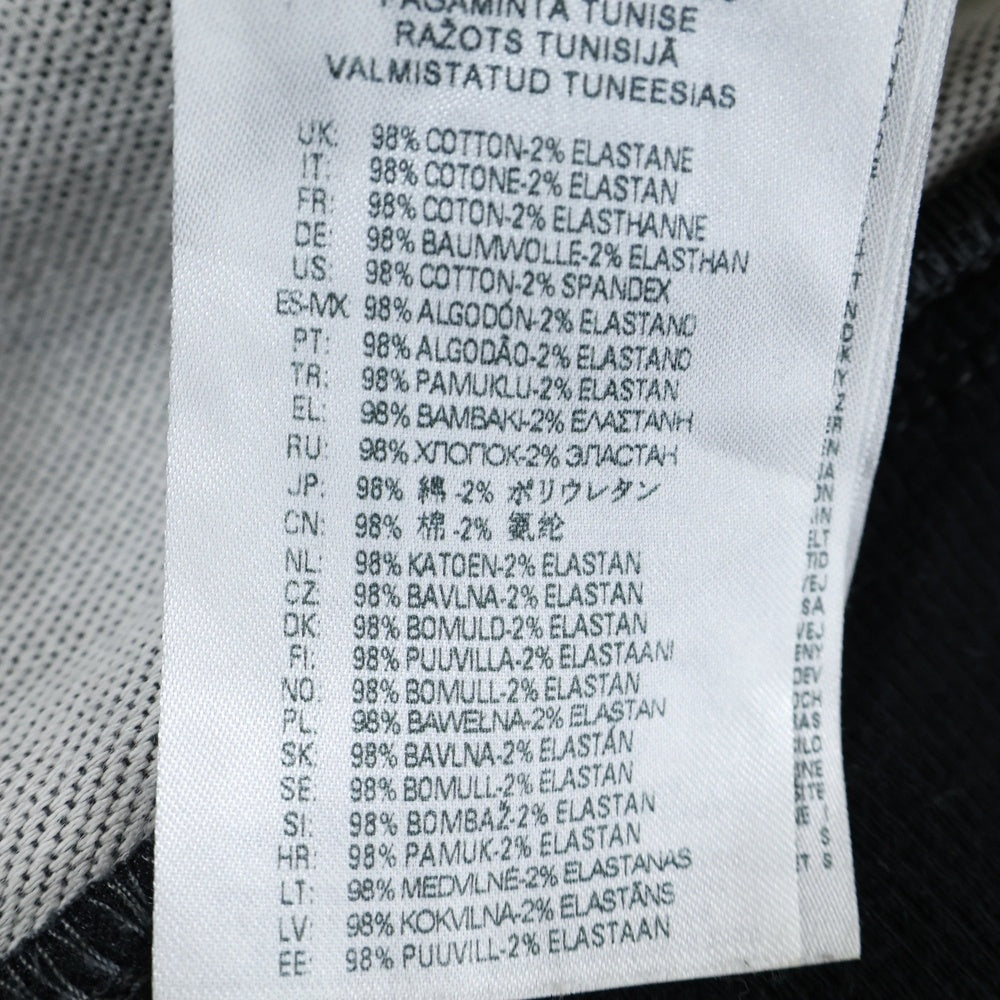 PAGAMINTA TUNISE
RAŽOTS TUNISIJĀ
VALMISTATUD TUNEESIAS
UK: 98% COTTON-2% ELASTANE
IT: 98% COTONE-2% ELASTAN
FR: 98% COTON-2% ELASTHANNE
DE: 98% BAUMWOLLE-2% ELASTHAN
US: 98% COTTON-2% SPANDEX
ES-MX 98% ALGODÓN-2% ELASTANO
PT: 98% ALGODÃO-2% ELASTANO
TR: 98% PAMUKLU-2% ELASTAN
EL: 98% BAMBAKI-2% ΕΛΑΣΤΑΝΗ
RU: 98% ХЛОПОК-2% ЭЛАСТАН
JP: 98% 綿 -2% ポリウレタン
CN: 98% 棉 -2% 氨纶
NL: 98% KATOEN-2% ELASTAN
CZ 98% BAVLNA-2% ELASTAN
DK: 98% BOMULD-2% ELASTAN
FI: 98% PUUVILLA-2% ELASTAANI
NO: 98% BOMULL-2% ELASTAN
PL: 98% BAWEŁNA-2% ELASTAN
SK: 98% BAVLNA-2% ELASTAN
SE: 98% BOMULL-2% ELASTAN
SI: 98% BOMBAŽ-2% ELASTAN
HR: 98% PAMUK-2% ELASTAN
LT: 98% MEDVILNĖ-2% ELASTANAS
LV: 98% KOKVILNA-2% ELASTĀNS
EE: 98% PUUVILL-2% ELASTAAN